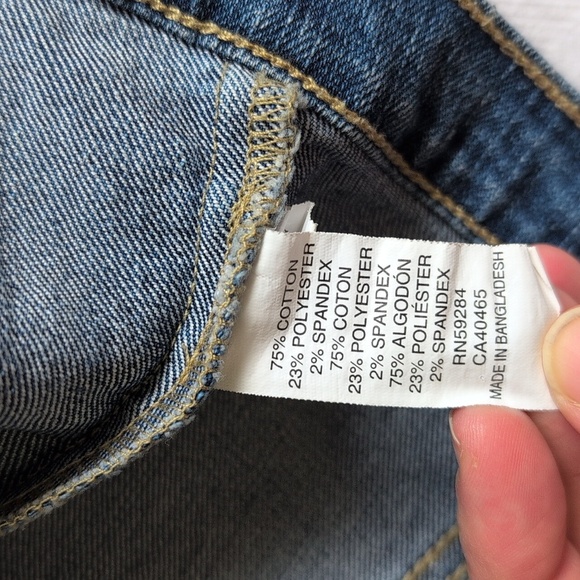 75% COTTON
23% POLYESTER
2% SPANDEX
75% COTON
23% POLYESTER
2% SPANDEX
75% ALGODÓN
23% POLIÉSTER
2% SPANDEX
RN59284
CA40465
MADE IN BANGLADESH